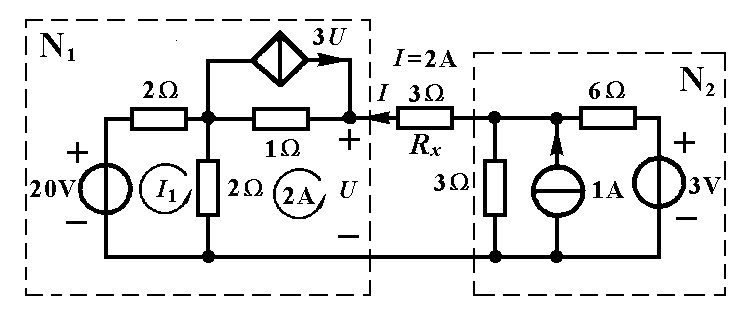 N₁
3U
I=2A
N₂
2Ω
I
3Ω
6Ω
1Ω
+
Rₓ
+
+
20V
I₁
2Ω
2A
U
3Ω
1A
3V
−
−
−